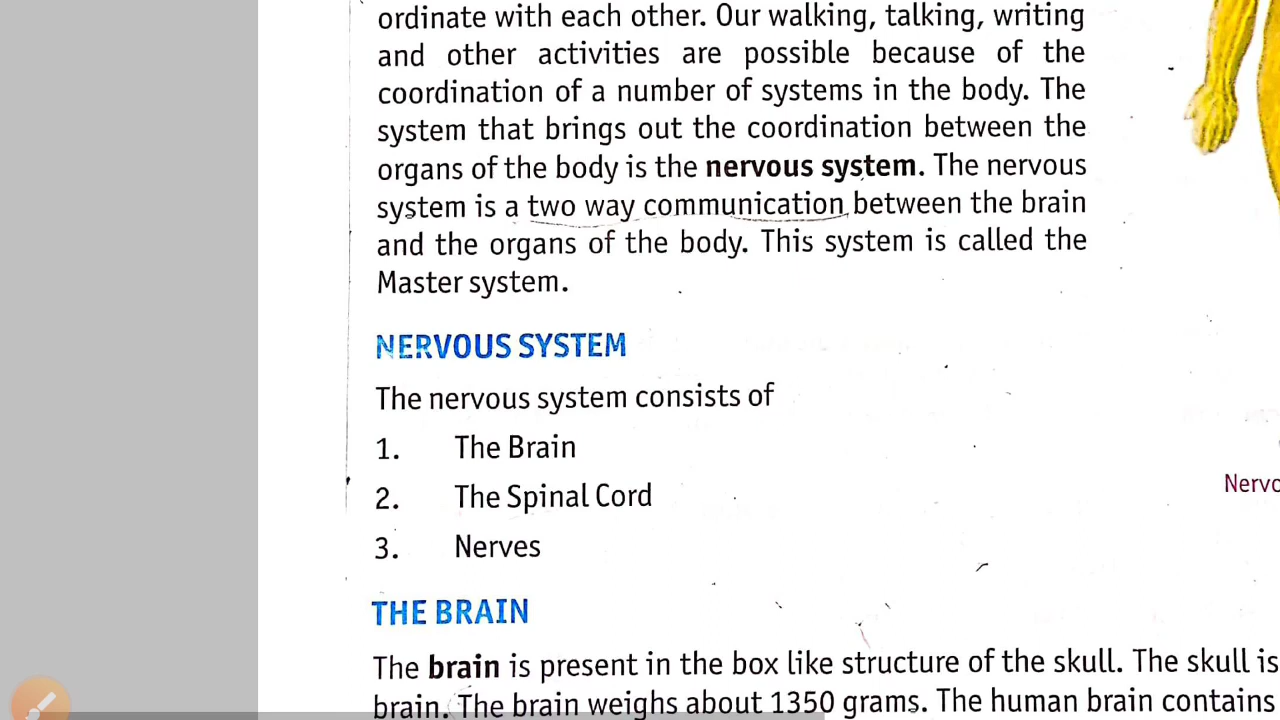 ordinate with each other. Our walking, talking, writing
and other activities are possible because of the
coordination of a number of systems in the body. The
system that brings out the coordination between the
organs of the body is the nervous system. The nervous
system is a two way communication between the brain
and the organs of the body. This system is called the
Master system.
NERVOUS SYSTEM
The nervous system consists of
1. The Brain
2. The Spinal Cord
3. Nerves
Nervo
THE BRAIN
The brain is present in the box like structure of the skull. The skull is
brain. The brain weighs about 1350 grams. The human brain contains